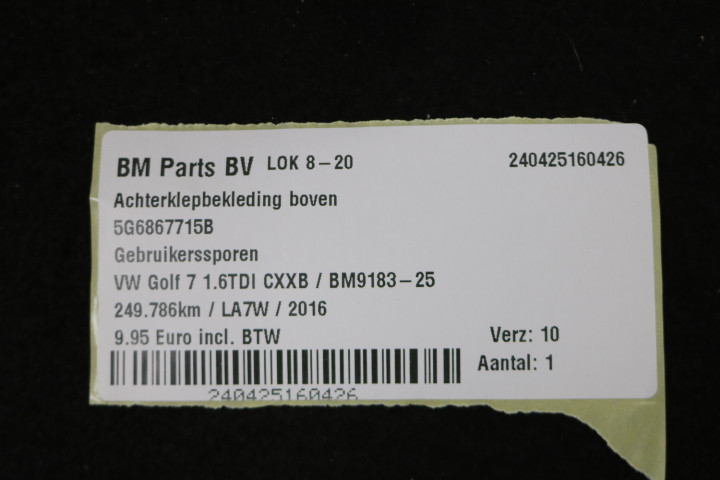 BM Parts BV LOK 8-20 240425160426
Achterklepbekleding boven
5G6867715B
Gebruikerssporen
VW Golf 7 1.6TDI CXXB / BM9183-25
249.786km / LA7W / 2016
9.95 Euro incl. BTW Verz: 10
Aantal: 1
240425160426